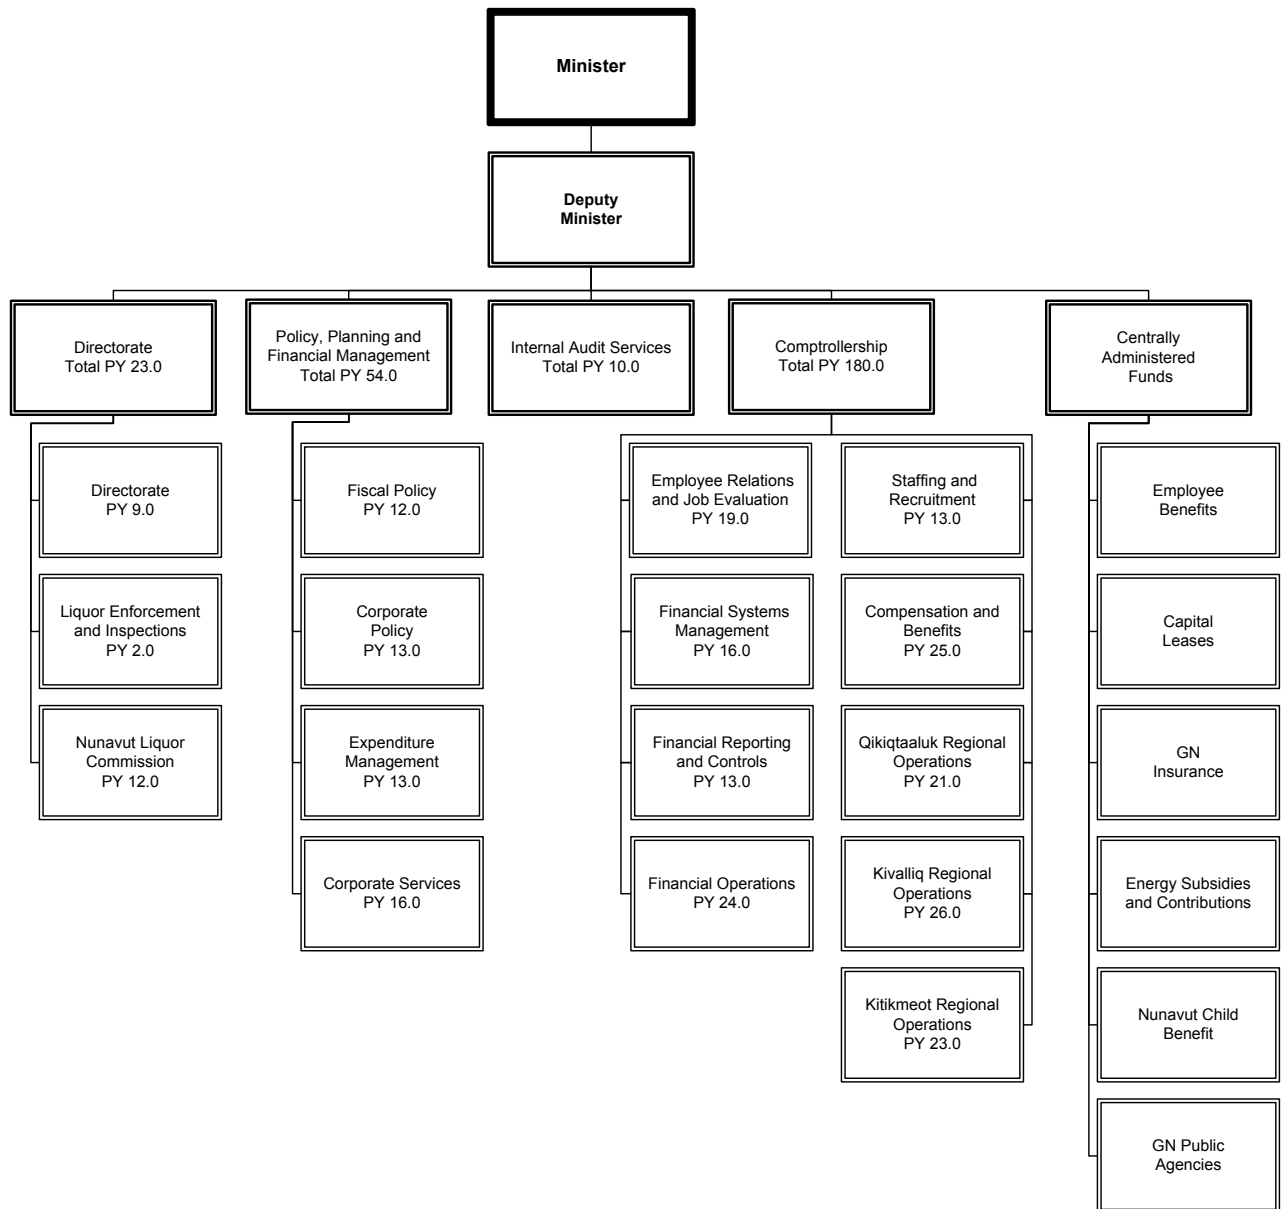 Minister
Deputy
Minister
Directorate
Total PY 23.0
Policy, Planning and
Financial Management
Total PY 54.0
Internal Audit Services
Total PY 10.0
Comptrollership
Total PY 180.0
Centrally
Administered
Funds
Directorate
PY 9.0
Liquor Enforcement
and Inspections
PY 2.0
Nunavut Liquor
Commission
PY 12.0
Fiscal Policy
PY 12.0
Corporate
Policy
PY 13.0
Expenditure
Management
PY 13.0
Corporate Services
PY 16.0
Employee Relations
and Job Evaluation
PY 19.0
Financial Systems
Management
PY 16.0
Financial Reporting
and Controls
PY 13.0
Financial Operations
PY 24.0
Staffing and
Recruitment
PY 13.0
Compensation and
Benefits
PY 25.0
Qikiqtaaluk Regional
Operations
PY 21.0
Kivalliq Regional
Operations
PY 26.0
Kitikmeot Regional
Operations
PY 23.0
Employee
Benefits
Capital
Leases
GN
Insurance
Energy Subsidies
and Contributions
Nunavut Child
Benefit
GN Public
Agencies